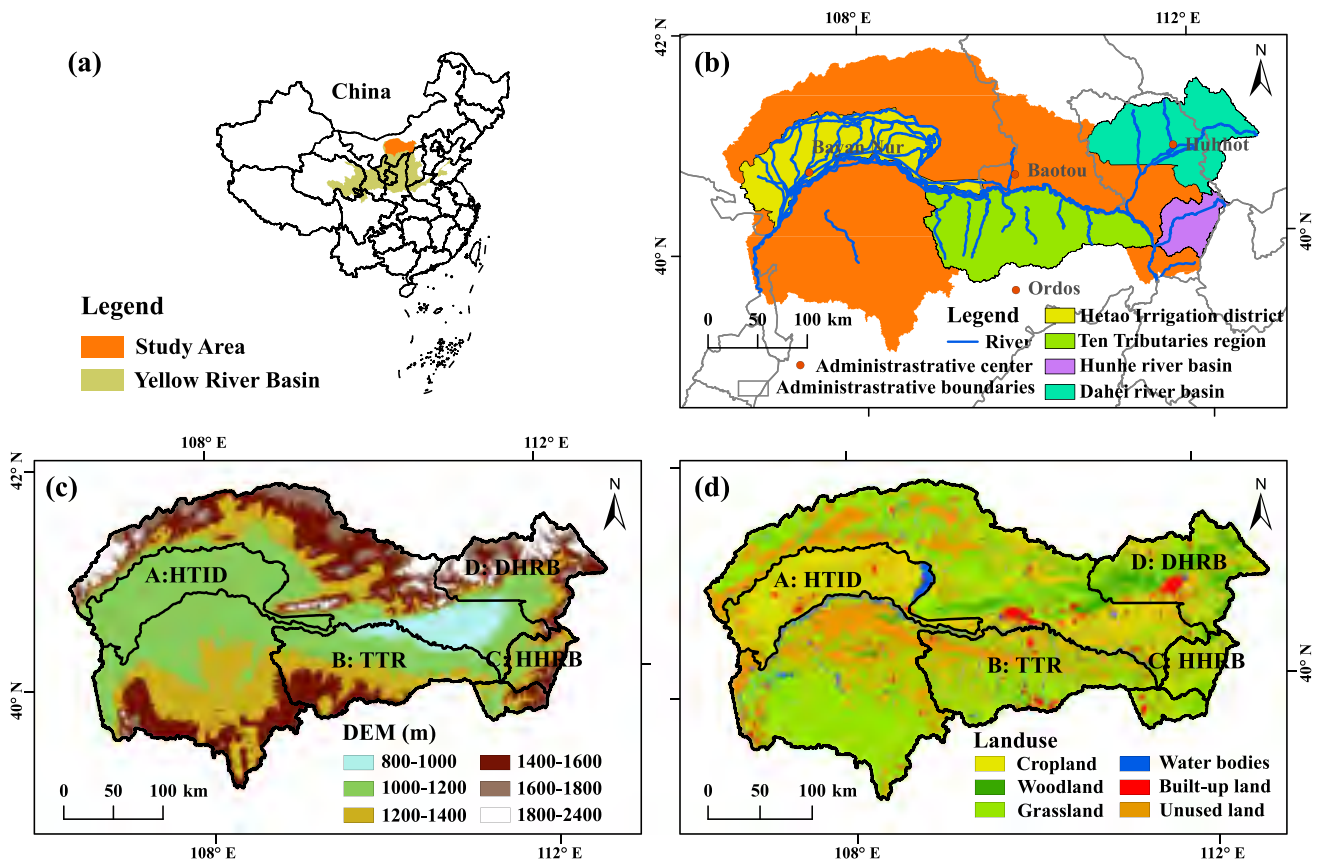 (a)
China
Legend
Study Area
Yellow River Basin
108° E
112° E
42° N
(b)
N
Bayan Nur
Huhhot
Baotou
40° N
40° N
Ordos
0 50 100 km
Legend
River
Administrative center
Administrastrative boundaries
Hetao Irrigation district
Ten Tributaries region
Hunhe river basin
Dahei river basin
108° E
112° E
42° N
(c)
N
A:HTID
D: DHRB
B: TTR
C: HHRB
40° N
DEM (m)
800-1000
1000-1200
1200-1400
1400-1600
1600-1800
1800-2400
0 50 100 km
108° E
112° E
(d)
N
A: HTID
D: DHRB
B: TTR
C: HHRB
40° N
Landuse
Cropland
Woodland
Grassland
Water bodies
Built-up land
Unused land
0 50 100 km
108° E
112° E